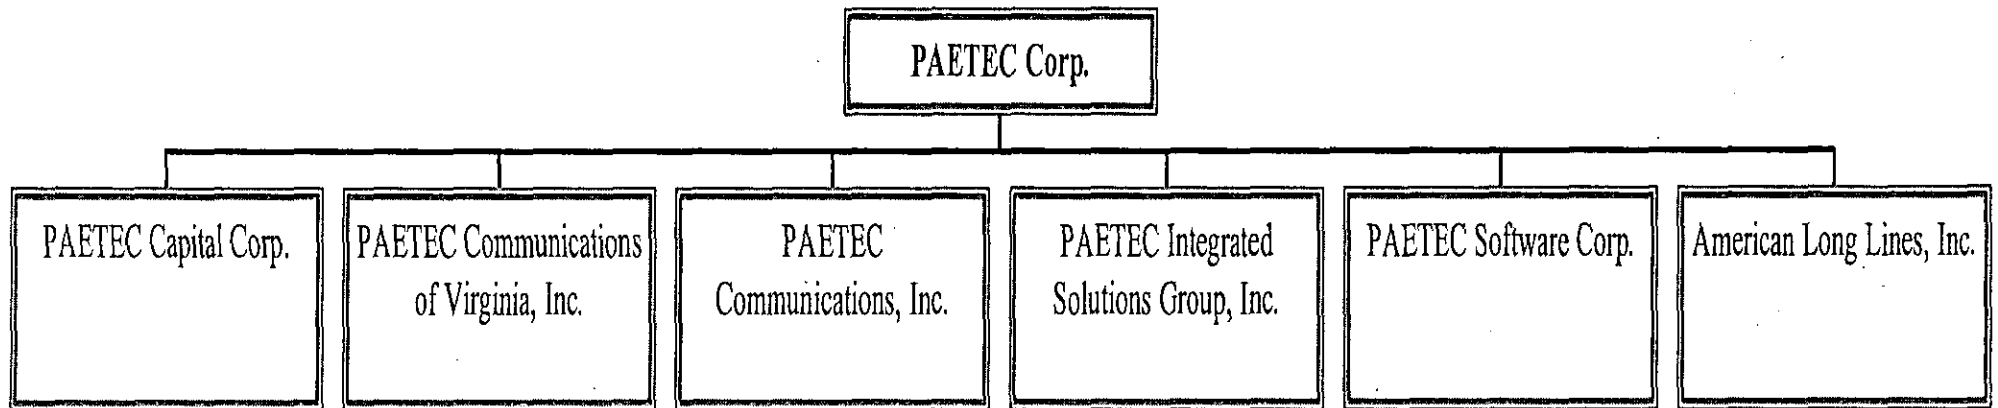 PAETEC Corp.
PAETEC Capital Corp.
PAETEC Communications
of Virginia, Inc.
PAETEC
Communications, Inc.
PAETEC Integrated
Solutions Group, Inc.
PAETEC Software Corp.
American Long Lines, Inc.